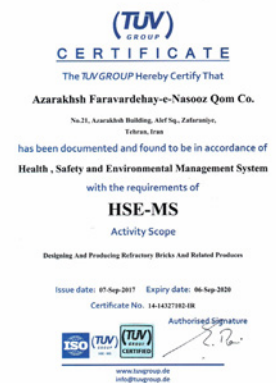 (TUV)
GROUP
CERTIFICATE
The TUV GROUP Hereby Certify That
Azarakhsh Faravardehay-e-Nasooz Qom Co.
No.21, Azarakhsh Building, Alef Sq., Zafaraniye,
Tehran, Iran
has been documented and found to be in accordance of
Health , Safety and Environmental Management System
with the requirements of
HSE-MS
Activity Scope
Designing And Producing Refractory Bricks And Related Produces
Issue date: 07-Sep-2017 Expiry date: 06-Sep-2020
Certificate No. 14-14327102-IR
Authorised Signature
ISO
(TUV)
(TUV)
CERTIFIED
www.tuvgroup.de
info@tuvgroup.de